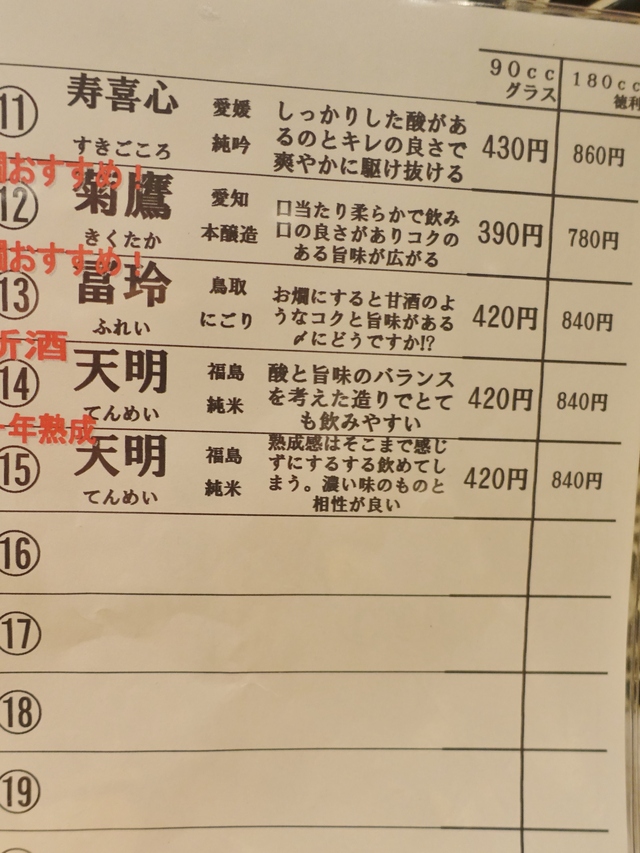 90cc
グラス
180cc
徳利
⑪
寿喜心
すきごころ
愛媛
純吟
しっかりした酸があ
るのとキレの良さで
爽やかに駆け抜ける
430円
860円
おすすめ!
⑫
菊鷹
きくたか
愛知
本醸造
口当たり柔らかで飲み
口の良さがありコクの
ある旨味が広がる
390円
780円
おすすめ!
⑬
冨玲
ふれい
鳥取
にごり
お燗にすると甘酒のよ
うなコクと旨味がある
〆にどうですか!?
420円
840円
新酒
⑭
天明
てんめい
福島
純米
酸と旨味のバランス
を考えた造りでとて
も飲みやすい
420円
840円
一年熟成
⑮
天明
てんめい
福島
純米
熟成感はそこまで感じ
ずにするする飲めてし
まう。濃い味のものと
相性が良い
420円
840円
⑯
⑰
⑱
⑲